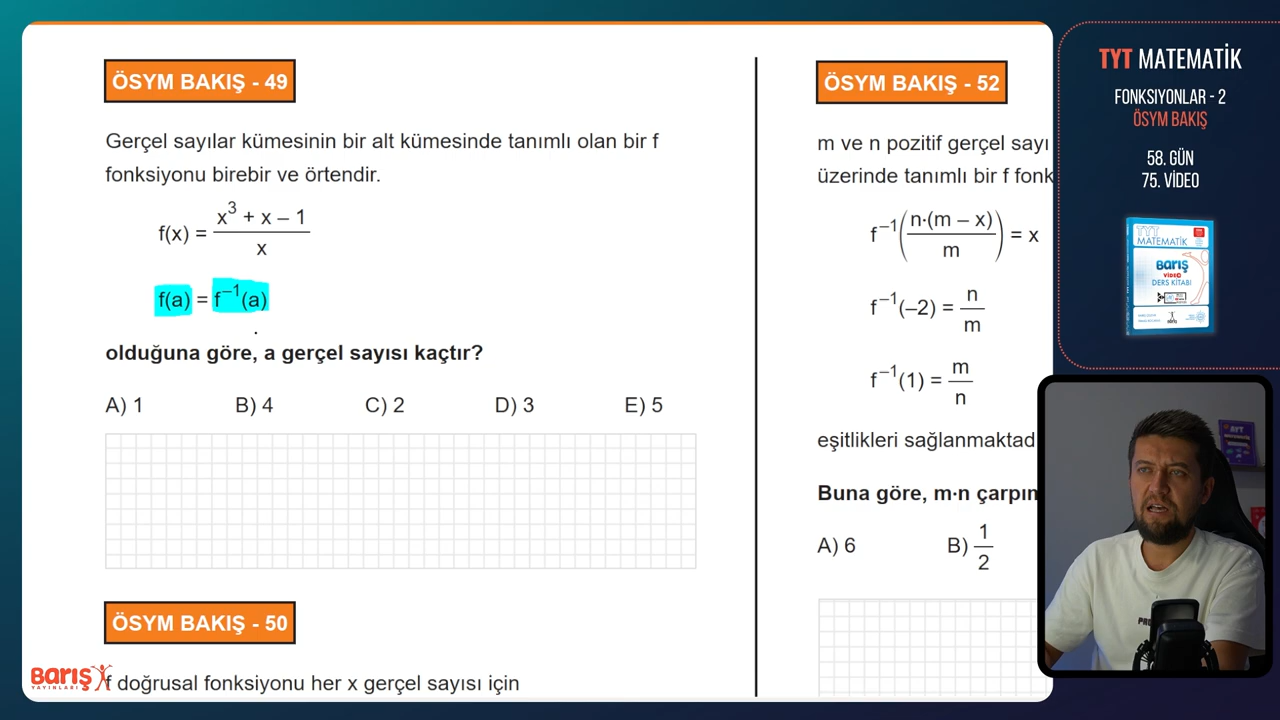 ÖSYM BAKIŞ - 49
Gerçel sayılar kümesinin bir alt kümesinde tanımlı olan bir f
fonksiyonu birebir ve örtendir.
f(x) = (x³ + x – 1)/x
f(a) = f⁻¹(a)
olduğuna göre, a gerçel sayısı kaçtır?
A) 1 B) 4 C) 2 D) 3 E) 5
ÖSYM BAKIŞ - 50
f doğrusal fonksiyonu her x gerçel sayısı için
BARIŞ
YAYINLARI
ÖSYM BAKIŞ - 52
m ve n pozitif gerçel sayı
üzerinde tanımlı bir f fonk
f⁻¹(n·(m – x)/m) = x
f⁻¹(–2) = n/m
f⁻¹(1) = m/n
eşitlikleri sağlanmaktad
Buna göre, m·n çarpın
A) 6 B) 1/2
TYT MATEMATİK
FONKSIYONLAR - 2
ÖSYM BAKIŞ
58. GÜN
75. VİDEO
TYT
MATEMATİK
BARIŞ
VİDEO
DERS KİTABI